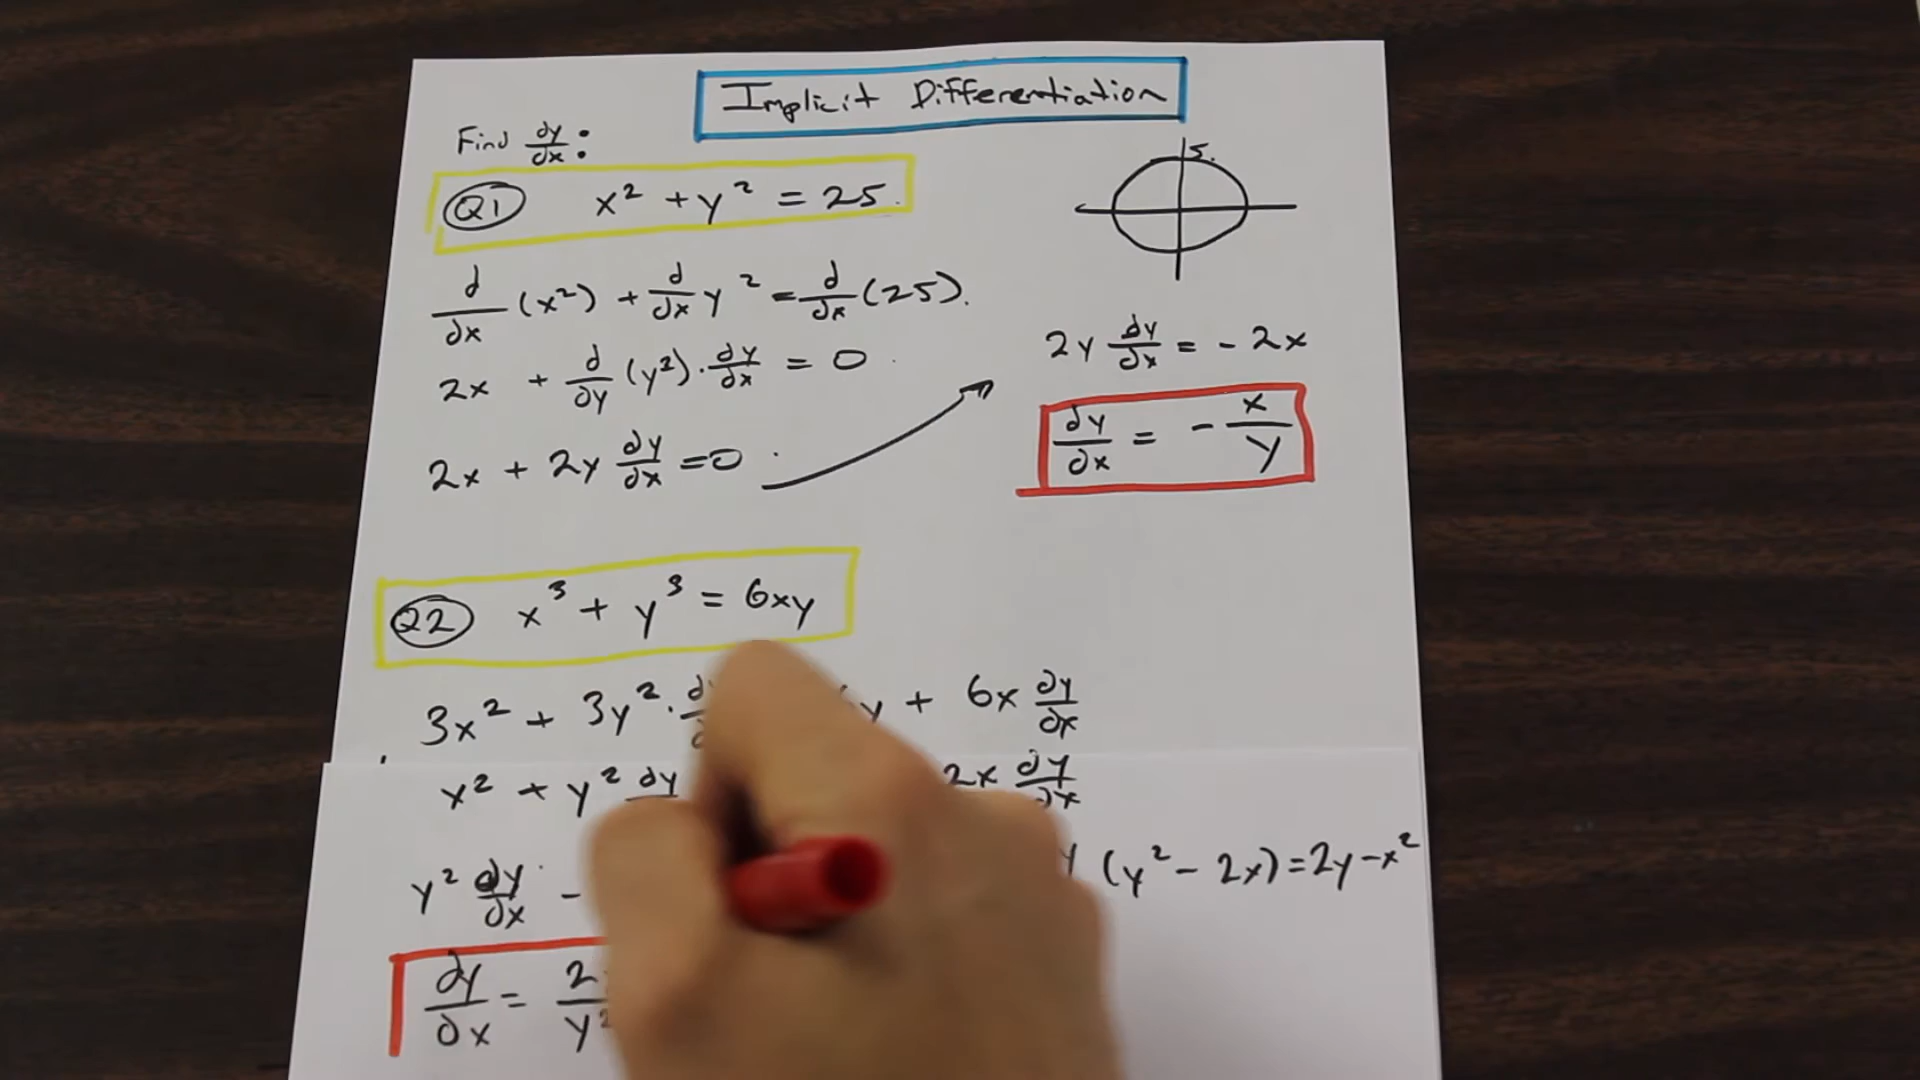 Implicit Differentiation
Find dy/dx:
Q1 x² + y² = 25.
5.
d/dx (x²) + d/dx y² = d/dx (25).
2x + d/dy (y²) · dy/dx = 0
2x + 2y dy/dx = 0
2y dy/dx = - 2x
dy/dx = - x/y
Q2 x³ + y³ = 6xy
3x² + 3y² · y + 6x dy/dx
x² + y² dy 2x dy/dx
y² dy/dx - (y² - 2x) = 2y - x²
dy/dx = 2 / y²